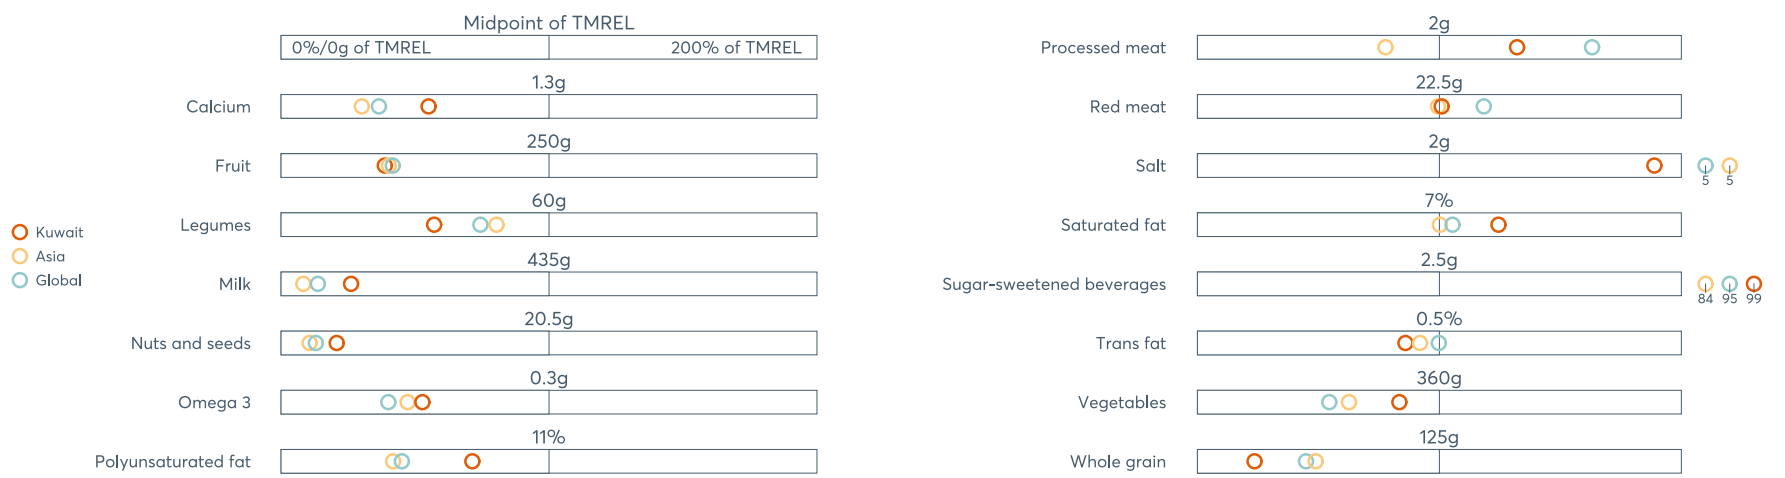 Midpoint of TMREL
0%/0g of TMREL
200% of TMREL
1.3g
Calcium
250g
Fruit
60g
Legumes
435g
Milk
20.5g
Nuts and seeds
0.3g
Omega 3
11%
Polyunsaturated fat
Kuwait
Asia
Global
2g
Processed meat
22.5g
Red meat
2g
Salt
5 5
7%
Saturated fat
2.5g
Sugar-sweetened beverages
84 95 99
0.5%
Trans fat
360g
Vegetables
125g
Whole grain